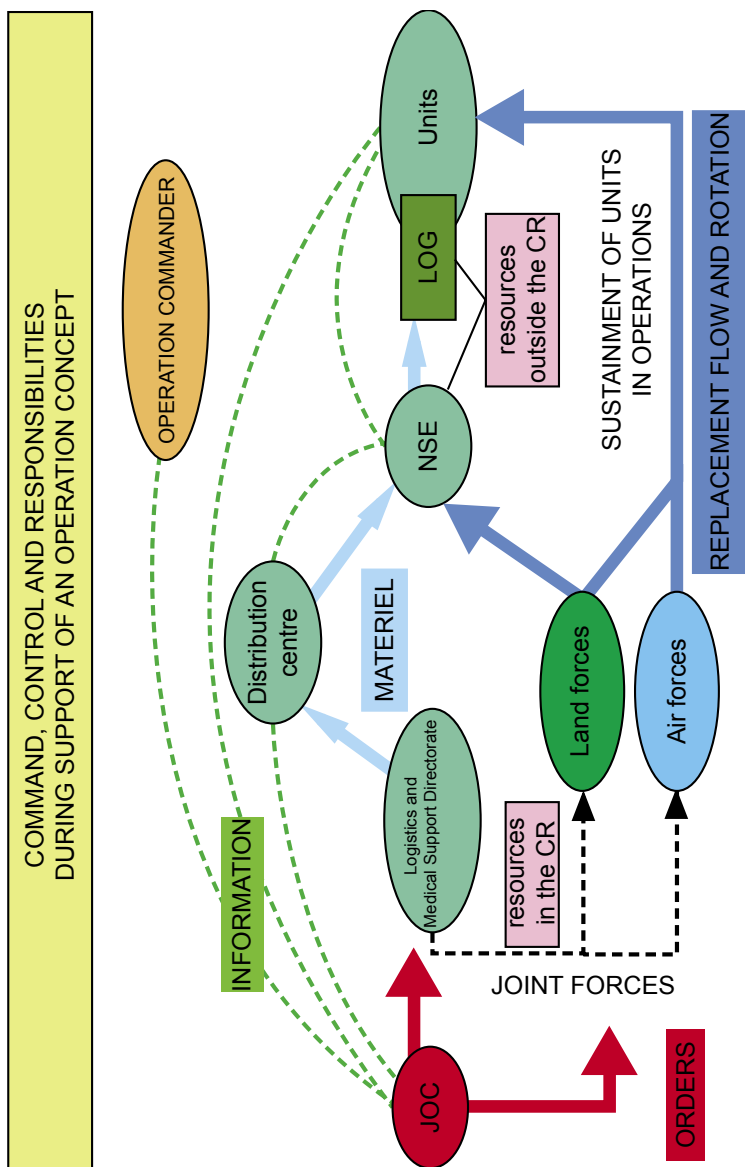 COMMAND, CONTROL AND RESPONSIBILITIES
DURING SUPPORT OF AN OPERATION CONCEPT
OPERATION COMMANDER
INFORMATION
Distribution
centre
Units
LOG
NSE
MATERIEL
JOC
Logistics and
Medical Support Directorate
resources
outside the CR
resources
in the CR
Land forces
SUSTAINMENT OF UNITS
IN OPERATIONS
JOINT FORCES
Air forces
ORDERS
REPLACEMENT FLOW AND ROTATION